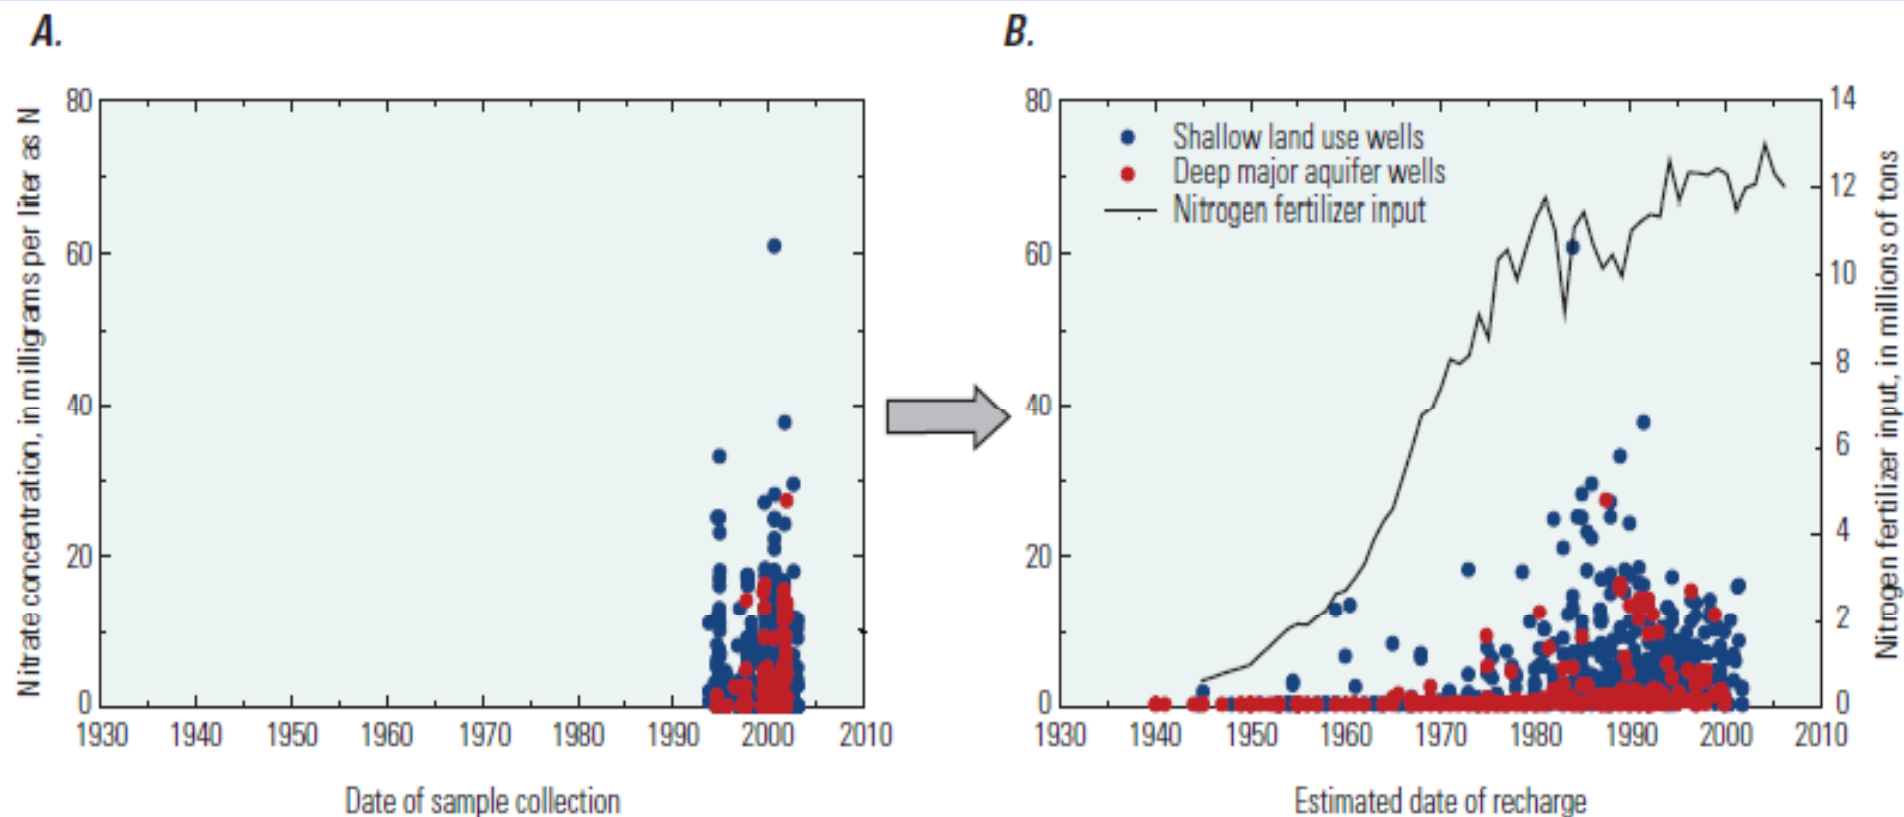 A.
B.
Nitrate concentration, in milligrams per liter as N
80
60
40
20
0
1930 1940 1950 1960 1970 1980 1990 2000 2010
Date of sample collection
80
60
40
20
0
Shallow land use wells
Deep major aquifer wells
Nitrogen fertilizer input
14
12
10
8
6
4
2
0
Nitrogen fertilizer input, in millions of tons
1930 1940 1950 1960 1970 1980 1990 2000 2010
Estimated date of recharge